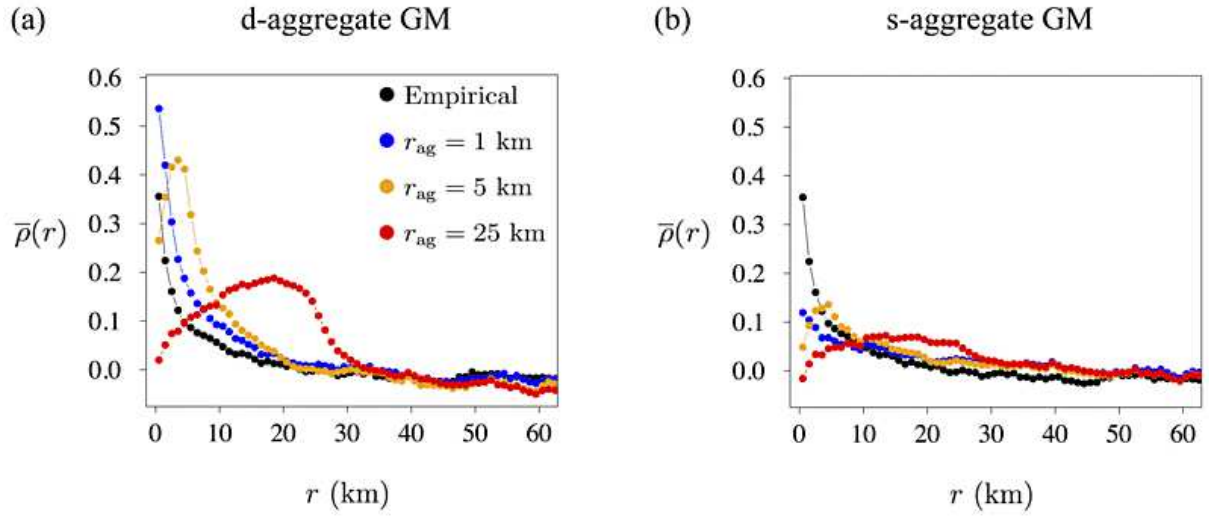 (a) d-aggregate GM
0.6
0.5
0.4
0.3
0.2
0.1
0.0
ρ̅(r)
Empirical
r_ag = 1 km
r_ag = 5 km
r_ag = 25 km
0 10 20 30 40 50 60
r (km)
(b) s-aggregate GM
0.6
0.5
0.4
0.3
0.2
0.1
0.0
ρ̅(r)
0 10 20 30 40 50 60
r (km)